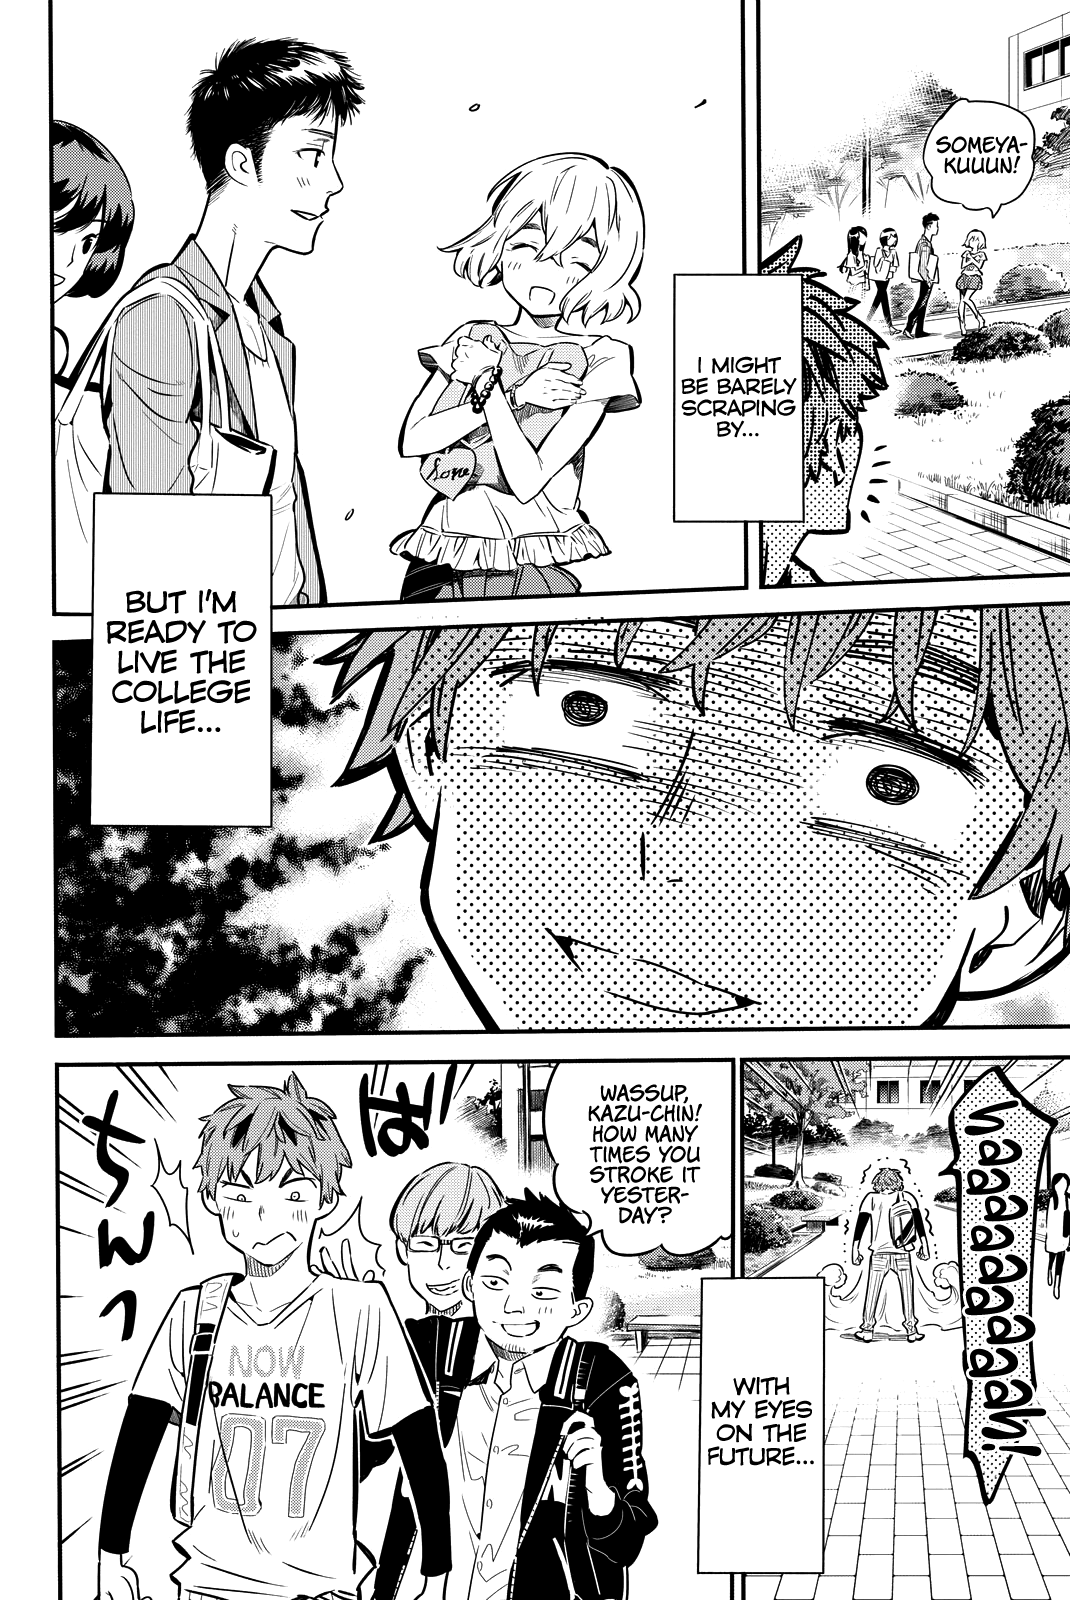 SOMEYA-
KUUUN!
I MIGHT
BE BARELY
SCRAPING
BY...
Love
BUT I'M
READY TO
LIVE THE
COLLEGE
LIFE...
haaaaaaaaah!
WITH
MY EYES
ON THE
FUTURE...
WASSUP,
KAZU-CHIN!
HOW MANY
TIMES YOU
STROKE IT
YESTER-
DAY?
ば
ちんっ
NOW
BALANCE
07